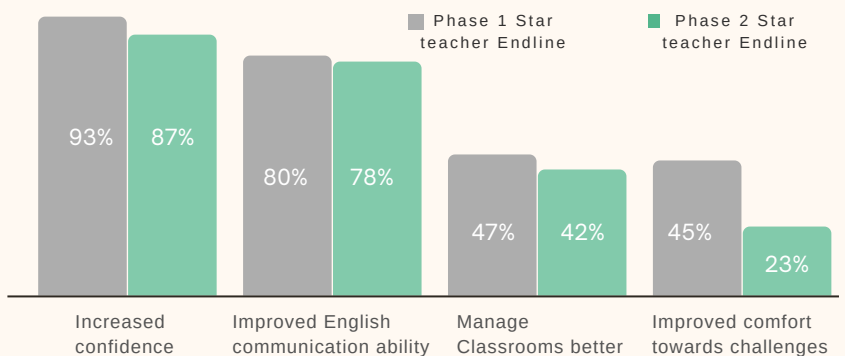 Phase 1 Star
teacher Endline
Phase 2 Star
teacher Endline
93%
87%
80%
78%
47%
42%
45%
23%
Increased
confidence
Improved English
communication ability
Manage
Classrooms better
Improved comfort
towards challenges